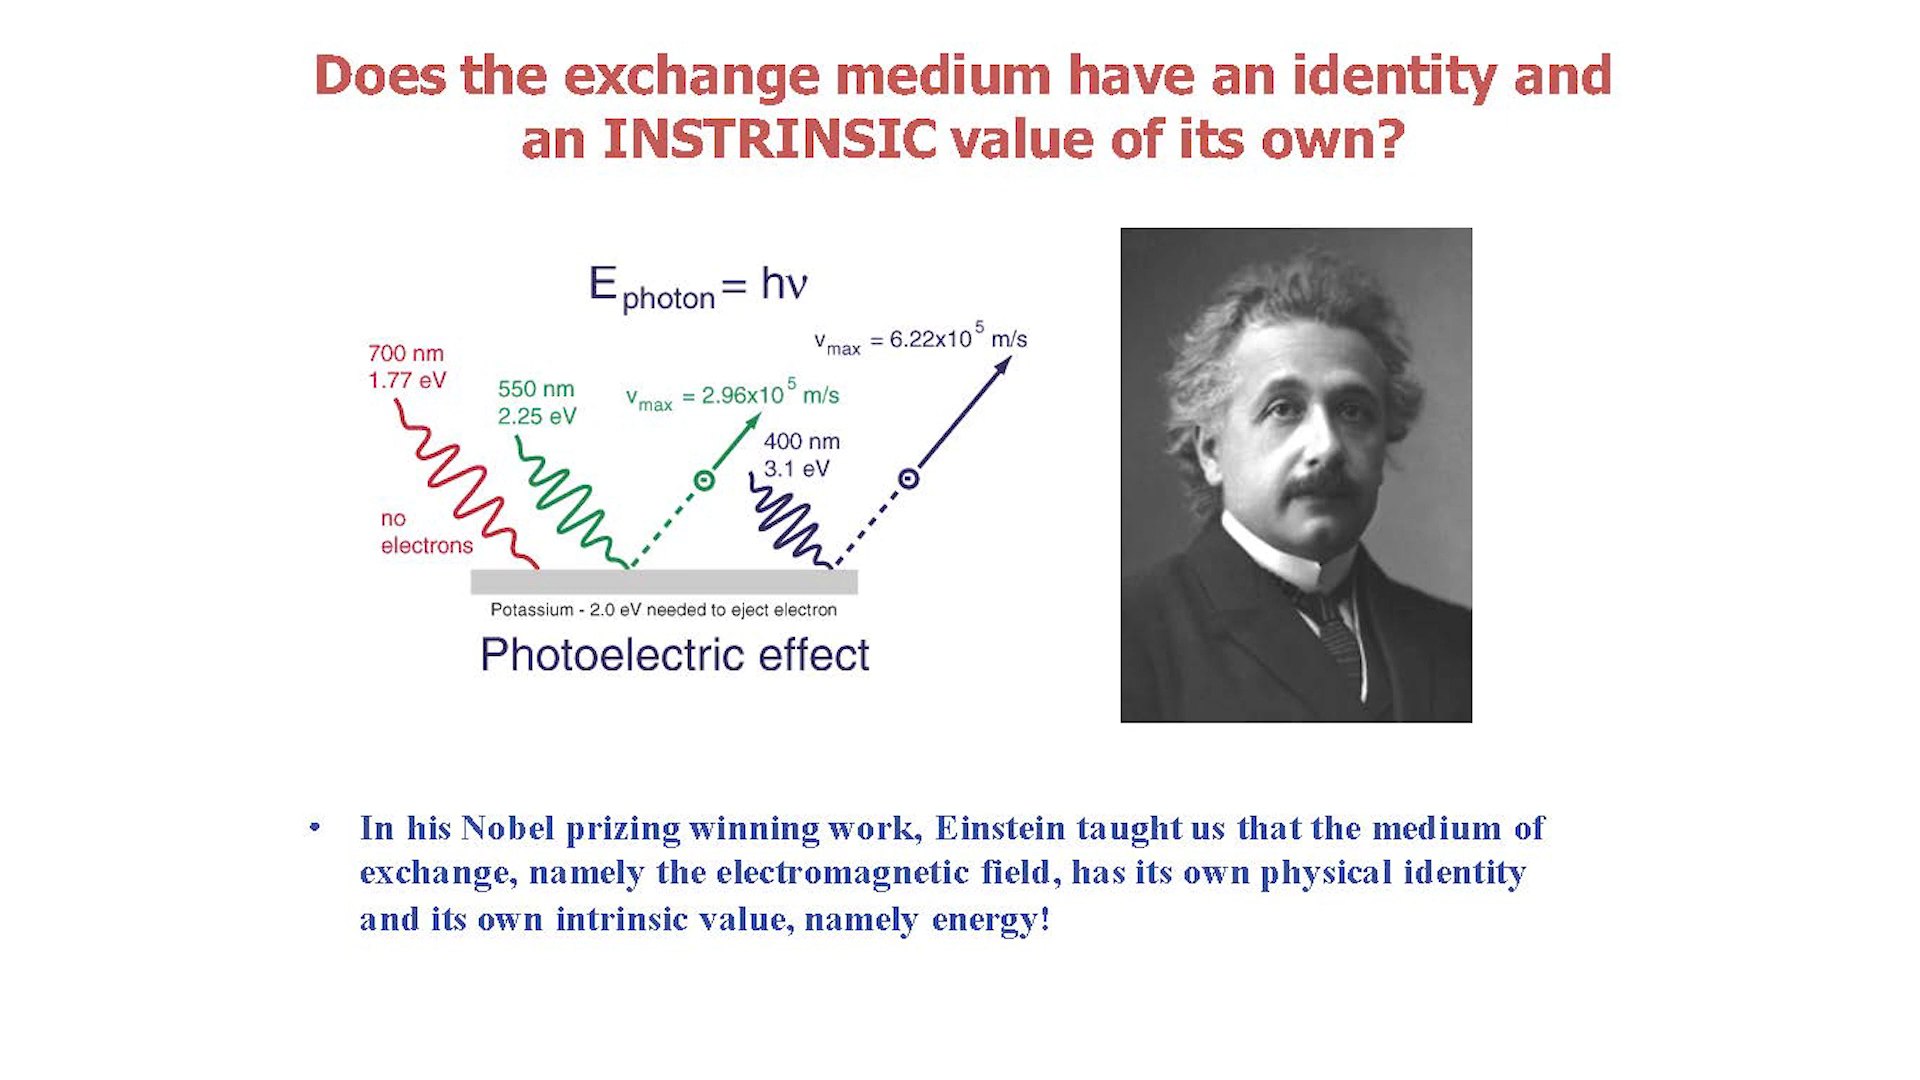 Does the exchange medium have an identity and
an INSTRINSIC value of its own?
E photon = hν
v max = 6.22x10 5 m/s
700 nm
1.77 eV
550 nm
2.25 eV
v max = 2.96x10 5 m/s
400 nm
3.1 eV
no
electrons
Potassium - 2.0 eV needed to eject electron
Photoelectric effect
• In his Nobel prizing winning work, Einstein taught us that the medium of
exchange, namely the electromagnetic field, has its own physical identity
and its own intrinsic value, namely energy!